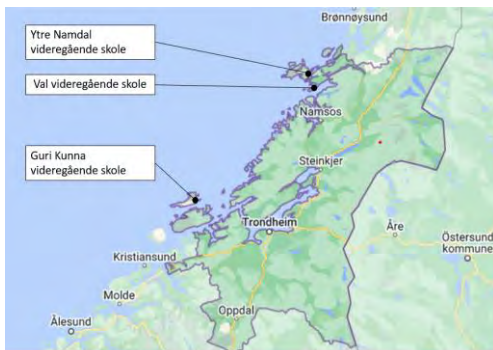 Ytre Namdal
videregående skole
Val videregående skole
Guri Kunna
videregående skole
Brønnøysund
Namsos
Steinkjer
Trondheim
Åre
Östersund
kommune
Kristiansund
Molde
Ålesund
Oppdal